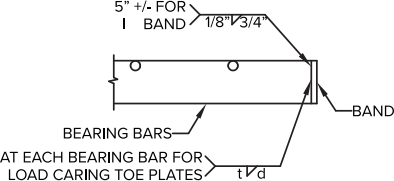 5" +/- FOR
I BAND
1/8" 3/4"
BAND
BEARING BARS
AT EACH BEARING BAR FOR
LOAD CARING TOE PLATES
t d